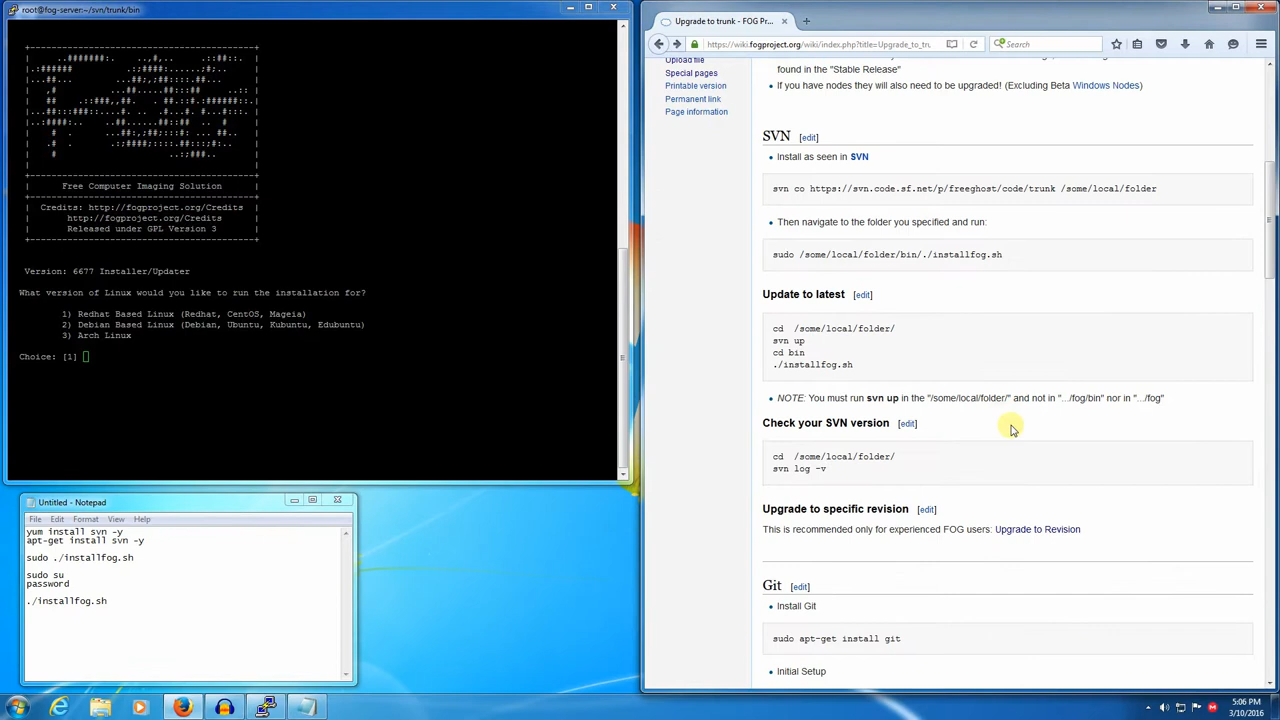 root@fog-server:~/svn/trunk/bin
Free Computer Imaging Solution
Credits: http://fogproject.org/Credits
http://fogproject.org/Credits
Released under GPL Version 3
Version: 6677 Installer/Updater
What version of Linux would you like to run the installation for?
1) Redhat Based Linux (Redhat, CentOS, Mageia)
2) Debian Based Linux (Debian, Ubuntu, Kubuntu, Edubuntu)
3) Arch Linux
Choice: [1]
Untitled - Notepad
File Edit Format View Help
yum install svn -y
apt-get install svn -y
sudo ./installfog.sh
sudo su
password
./installfog.sh
Upgrade to trunk - FOG Pr...
https://wiki.fogproject.org/wiki/index.php?title=Upgrade_to_tru
Search
Upload file
Special pages
Printable version
Permanent link
Page information
found in the "Stable Release"
• If you have nodes they will also need to be upgraded! (Excluding Beta Windows Nodes)
SVN [edit]
• Install as seen in SVN
svn co https://svn.code.sf.net/p/freeghost/code/trunk /some/local/folder
• Then navigate to the folder you specified and run:
sudo /some/local/folder/bin/./installfog.sh
Update to latest [edit]
cd /some/local/folder/
svn up
cd bin
./installfog.sh
• NOTE: You must run svn up in the "/some/local/folder/" and not in ".../fog/bin" nor in ".../fog"
Check your SVN version [edit]
cd /some/local/folder/
svn log -v
Upgrade to specific revision [edit]
This is recommended only for experienced FOG users: Upgrade to Revision
Git [edit]
• Install Git
sudo apt-get install git
• Initial Setup
5:06 PM
3/10/2016